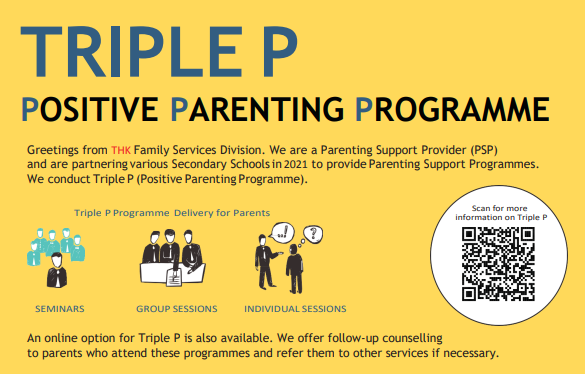 TRIPLE P
POSITIVE PARENTING PROGRAMME
Greetings from THK Family Services Division. We are a Parenting Support Provider (PSP)
and are partnering various Secondary Schools in 2021 to provide Parenting Support Programmes.
We conduct Triple P (Positive Parenting Programme).
Scan for more
information on Triple P
Triple P Programme Delivery for Parents
! ?
SEMINARS GROUP SESSIONS INDIVIDUAL SESSIONS
An online option for Triple P is also available. We offer follow-up counselling
to parents who attend these programmes and refer them to other services if necessary.